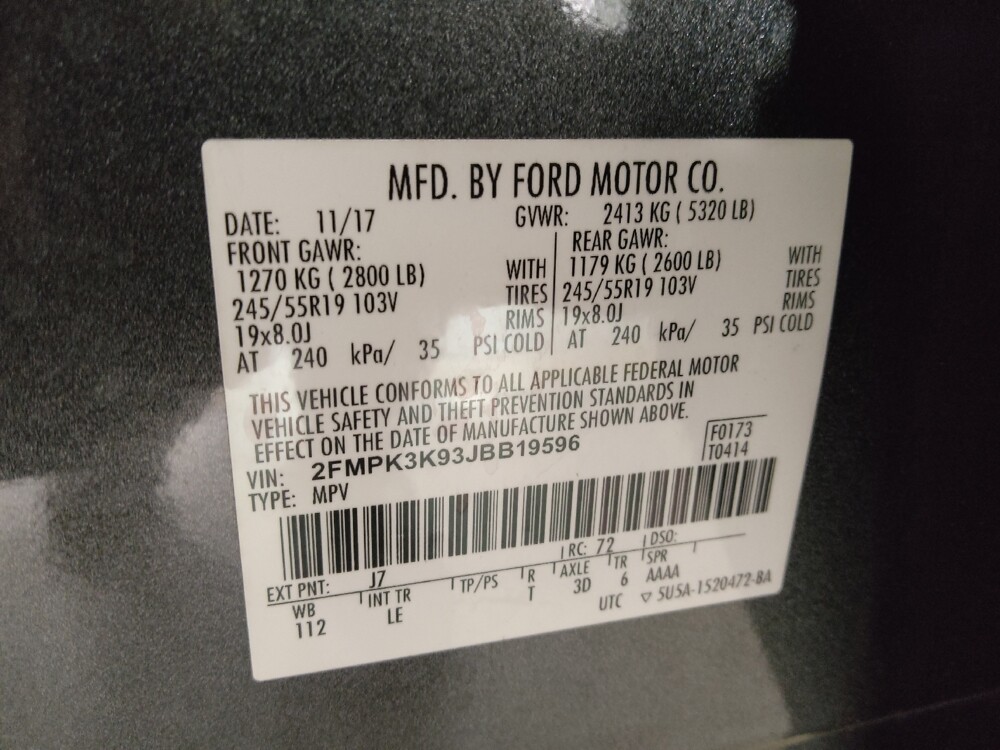 MFD. BY FORD MOTOR CO.
DATE: 11/17 GVWR: 2413 KG ( 5320 LB)
FRONT GAWR: REAR GAWR:
1270 KG ( 2800 LB) WITH 1179 KG ( 2600 LB) WITH
245/55R19 103V TIRES 245/55R19 103V TIRES
19x8.0J RIMS 19x8.0J RIMS
AT 240 kPa/ 35 PSI COLD AT 240 kPa/ 35 PSI COLD
THIS VEHICLE CONFORMS TO ALL APPLICABLE FEDERAL MOTOR
VEHICLE SAFETY AND THEFT PREVENTION STANDARDS IN
EFFECT ON THE DATE OF MANUFACTURE SHOWN ABOVE.
VIN: 2FMPK3K93JBB19596 F0173
TYPE: MPV T0414
EXT PNT: J7 RC: 72 DSO:
WB INT TR TP/PS R AXLE TR SPR
112 LE T 3D 6 AAAA
UTC ▽ 5U5A-1520472-BA